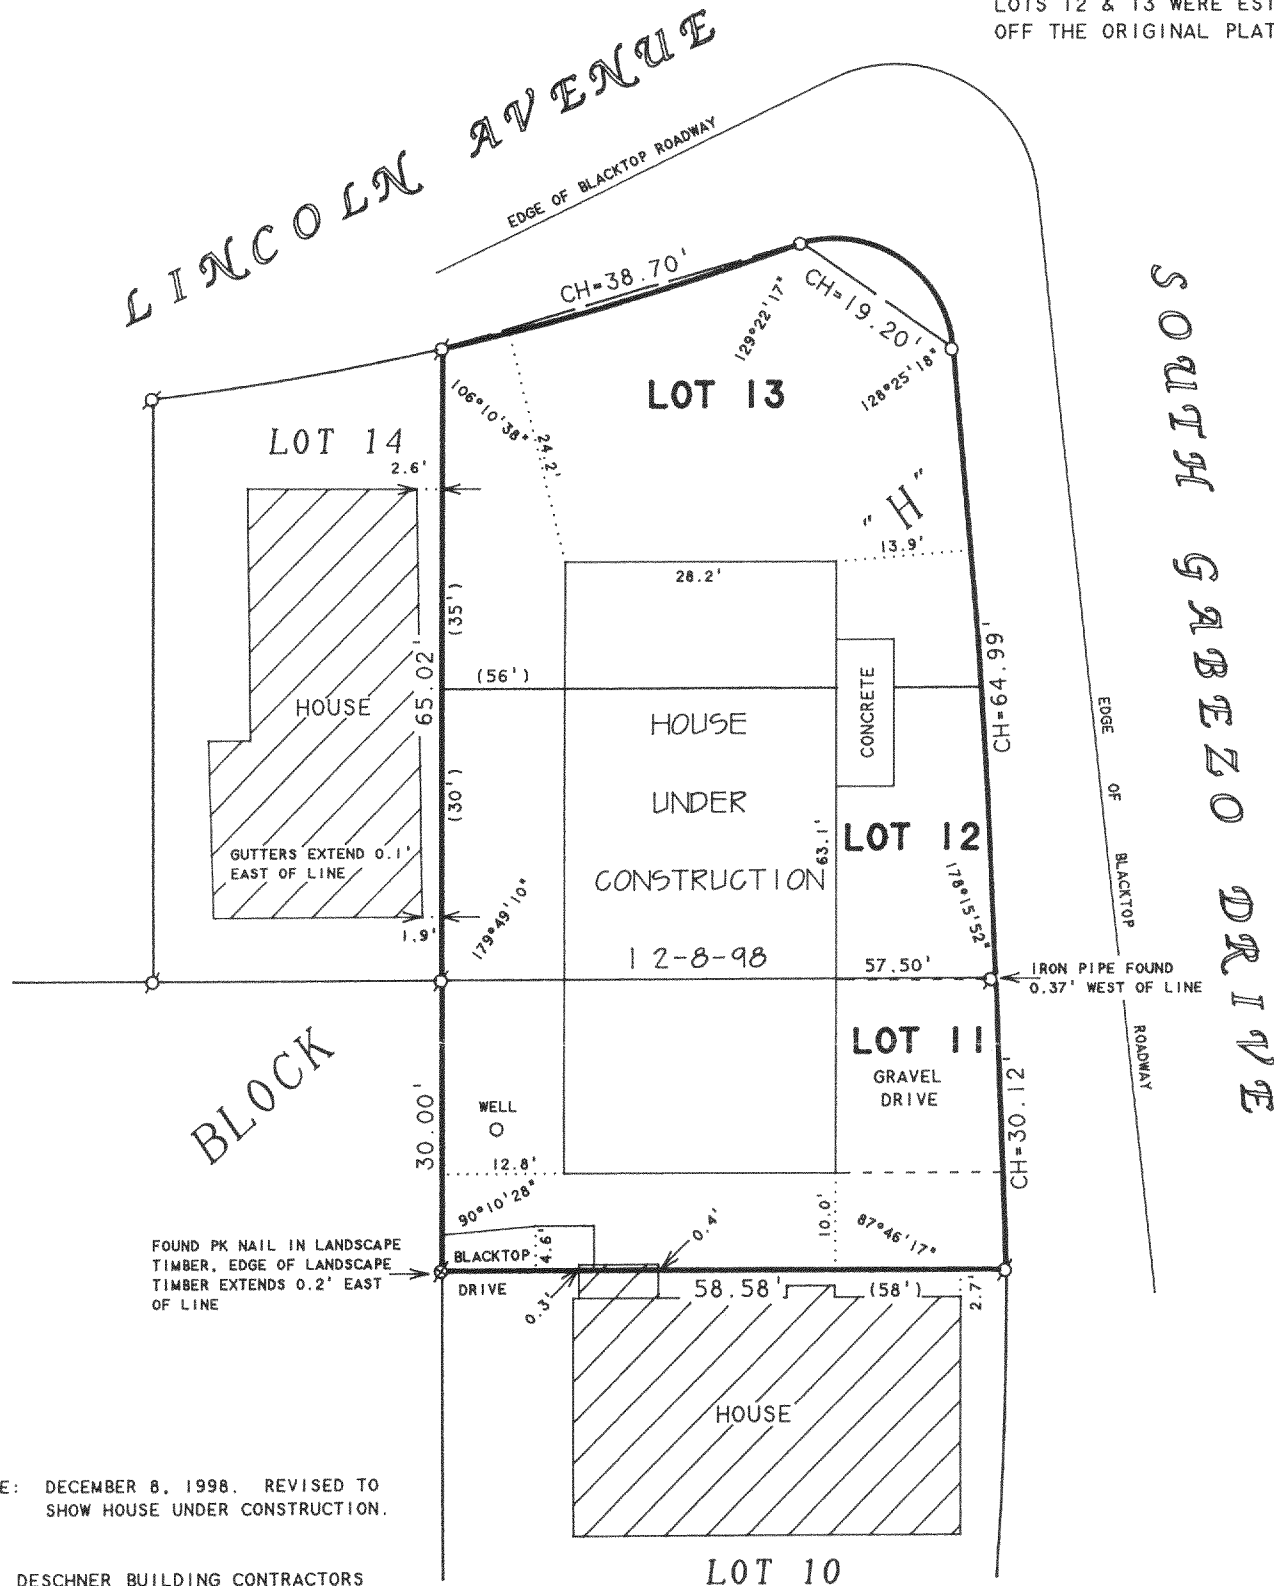 LOTS 12 & 13 WERE EST
OFF THE ORIGINAL PLAT
LINCOLN AVENUE
EDGE OF BLACKTOP ROADWAY
CH=38.70'
CH=19.20'
129°22'17"
128°25'18"
106°10'38"
LOT 13
24.2'
LOT 14
2.6'
"H"
13.9'
28.2'
SOUTH GABEZO DRIVE
(35')
65.02'
(56')
CONCRETE
CH=64.99'
HOUSE
HOUSE
UNDER
CONSTRUCTION
12-8-98
EDGE OF BLACKTOP ROADWAY
(30')
63.1'
LOT 12
GUTTERS EXTEND 0.1'
EAST OF LINE
1.9'
179°49'10"
178°15'52"
57.50'
IRON PIPE FOUND
0.37' WEST OF LINE
BLOCK
LOT 11
GRAVEL
DRIVE
30.00'
WELL
CH=30.12'
12.8'
90°10'28"
10.0'
87°46'17"
0.4'
FOUND PK NAIL IN LANDSCAPE
TIMBER, EDGE OF LANDSCAPE
TIMBER EXTENDS 0.2' EAST
OF LINE
BLACKTOP
4.6'
DRIVE
0.3'
58.58'
(58')
2.7'
HOUSE
E: DECEMBER 8, 1998. REVISED TO
SHOW HOUSE UNDER CONSTRUCTION.
LOT 10
DESCHNER BUILDING CONTRACTORS